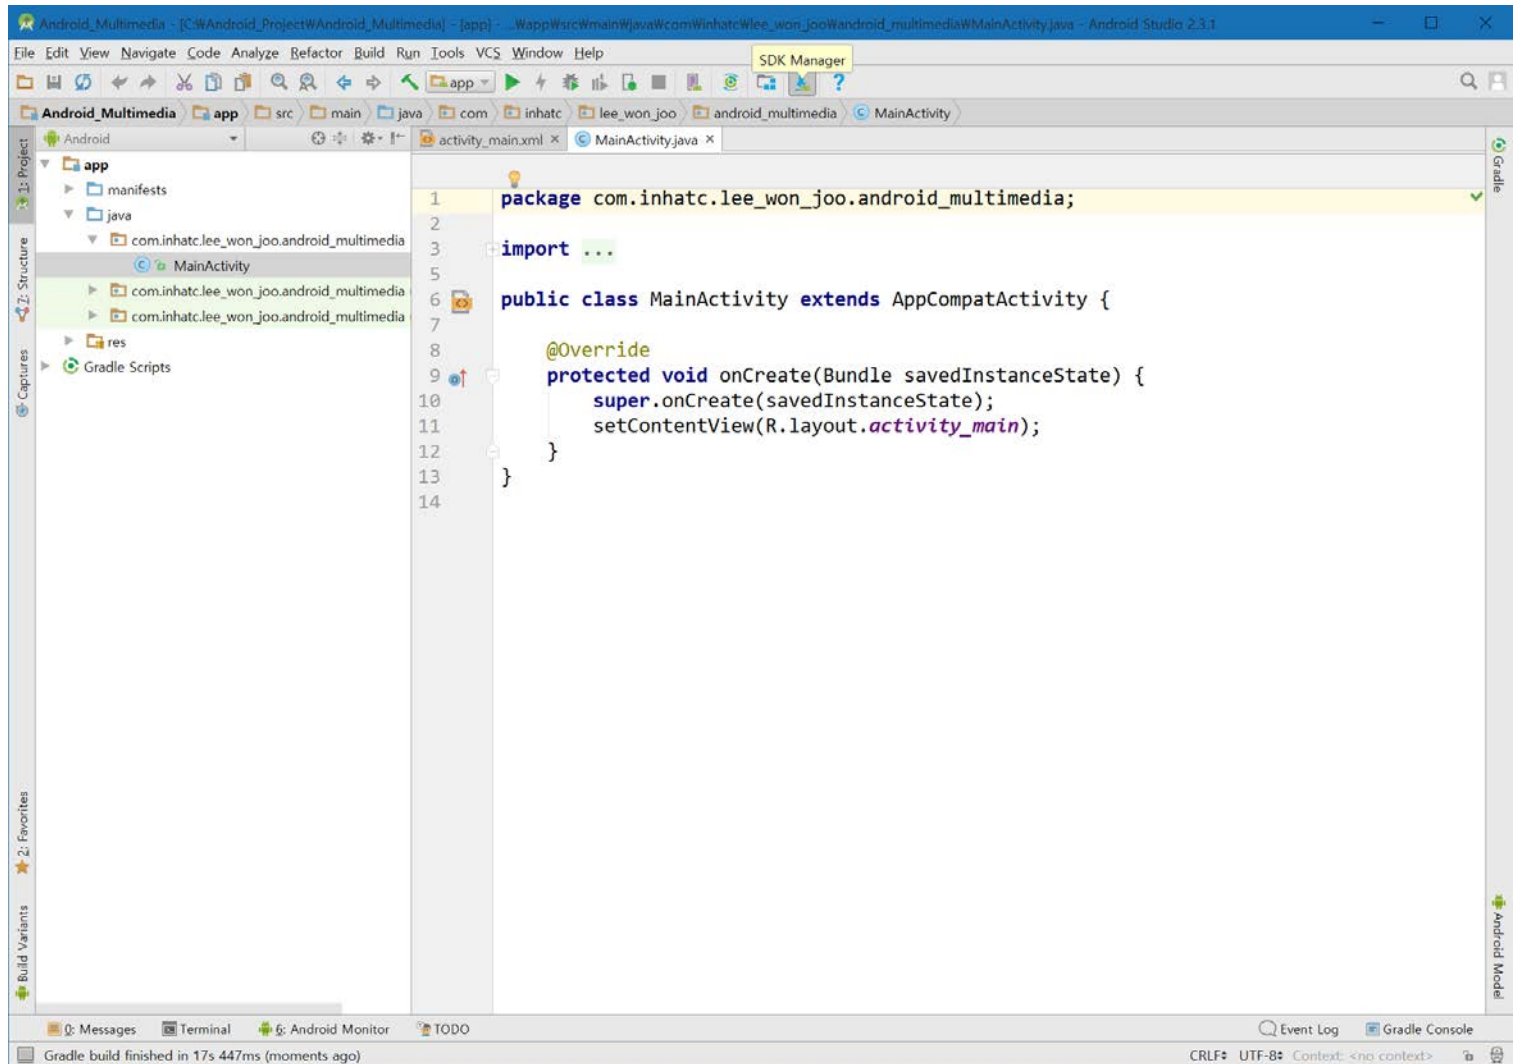 Android_Multimedia - [C:₩Android_Project₩Android_Multimedia] - [app] - ...₩app₩src₩main₩java₩com₩inhatc₩lee_won_joo₩android_multimedia₩MainActivity.java - Android Studio 2.3.1
File Edit View Navigate Code Analyze Refactor Build Run Tools VCS Window Help
SDK Manager
app
Android_Multimedia app src main java com inhatc lee_won_joo android_multimedia MainActivity
Android
activity_main.xml MainActivity.java
1: Project
7: Structure
Captures
2: Favorites
Build Variants
app
manifests
java
com.inhatc.lee_won_joo.android_multimedia
MainActivity
com.inhatc.lee_won_joo.android_multimedia
com.inhatc.lee_won_joo.android_multimedia
res
Gradle Scripts
1 package com.inhatc.lee_won_joo.android_multimedia;
2
3 import ...
5
6 public class MainActivity extends AppCompatActivity {
7
8 @Override
9 protected void onCreate(Bundle savedInstanceState) {
10 super.onCreate(savedInstanceState);
11 setContentView(R.layout.activity_main);
12 }
13 }
14
Gradle
Android Model
0: Messages Terminal 6: Android Monitor TODO Event Log Gradle Console
Gradle build finished in 17s 447ms (moments ago) CRLF UTF-8 Context: <no context>